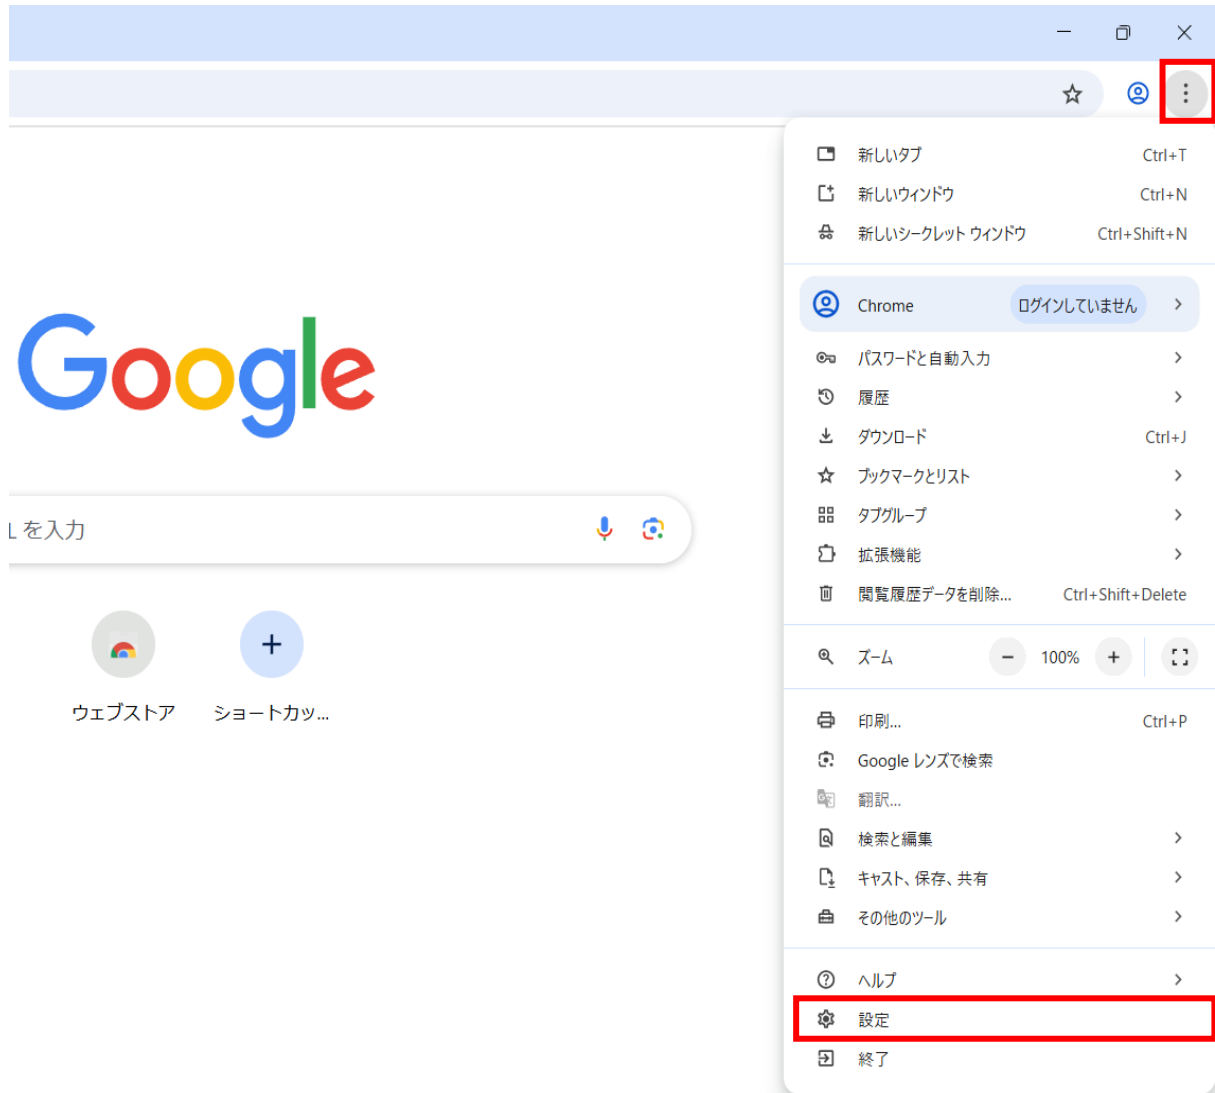 新しいタブ Ctrl+T
新しいウィンドウ Ctrl+N
新しいシークレット ウィンドウ Ctrl+Shift+N
Chrome ログインしていません
パスワードと自動入力
履歴
ダウンロード Ctrl+J
ブックマークとリスト
タブグループ
拡張機能
閲覧履歴データを削除... Ctrl+Shift+Delete
ズーム − 100% +
印刷... Ctrl+P
Google レンズで検索
翻訳...
検索と編集
キャスト、保存、共有
その他のツール
ヘルプ
設定
終了
Google
L を入力
ウェブストア
ショートカッ...